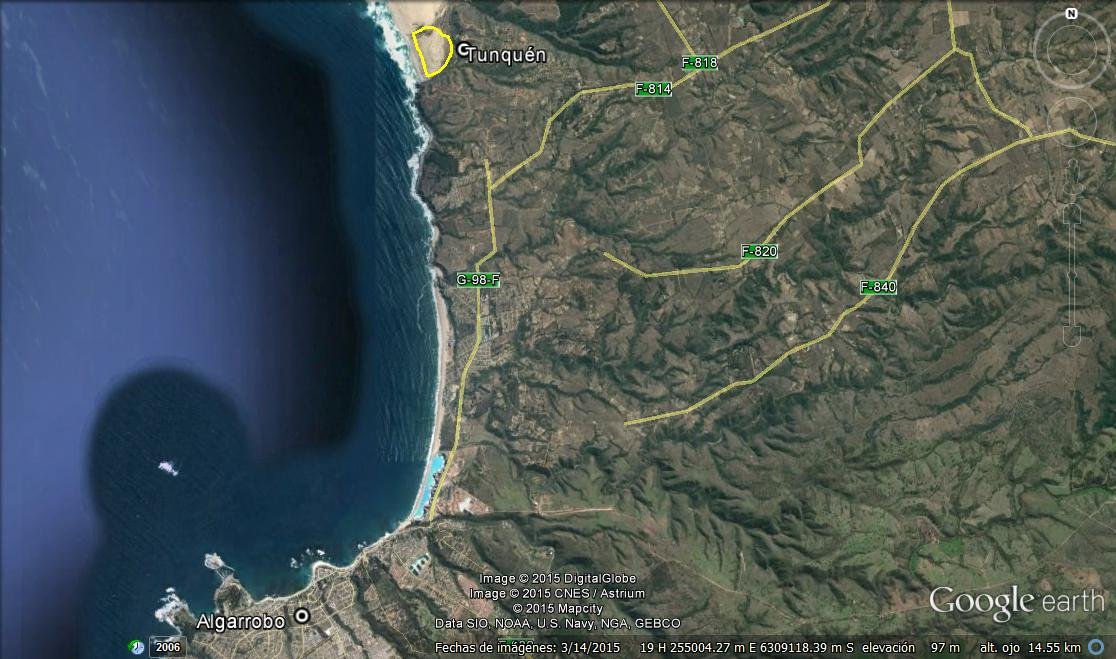 N
Tunquén
F-818
F-814
F-820
G-98-F
F-840
Image © 2015 DigitalGlobe
Image © 2015 CNES / Astrium
© 2015 Mapcity
Data SIO, NOAA, U.S. Navy, NGA, GEBCO
Google earth
Algarrobo
2006
Fechas de imágenes: 3/14/2015 19 H 255004.27 m E 6309118.39 m S elevación 97 m alt. ojo 14.55 km